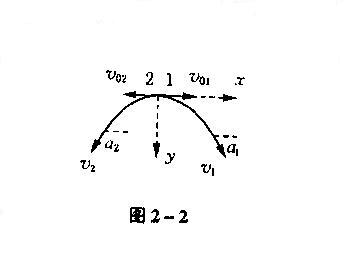 v₀₂ 2 1 v₀₁ x
a₂ a₁
v₂ y v₁
图 2-2